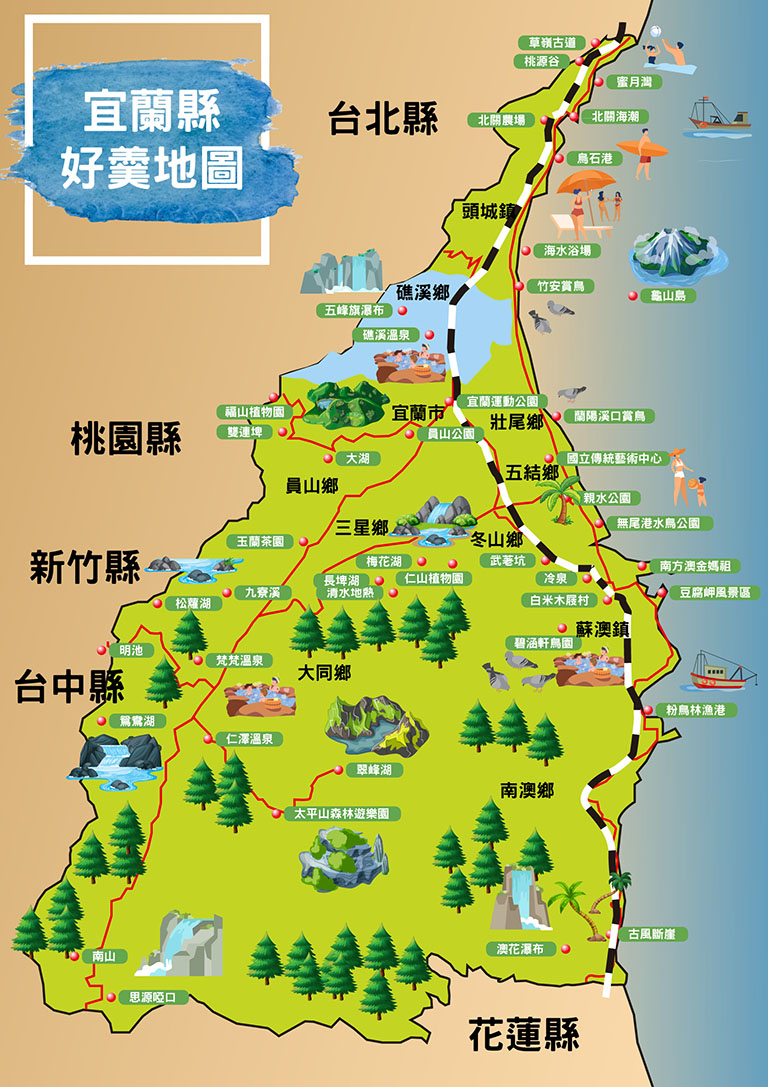 宜蘭縣
好羹地圖
草嶺古道
桃源谷
蜜月灣
台北縣
北關農場
北關海潮
烏石港
頭城鎮
海水浴場
礁溪鄉
竹安賞鳥
龜山島
五峰旗瀑布
礁溪溫泉
福山植物園
宜蘭市
宜蘭運動公園
蘭陽溪口賞鳥
雙連埤
員山公園
壯尾鄉
桃園縣
大湖
國立傳統藝術中心
五結鄉
員山鄉
親水公園
三星鄉
無尾港水鳥公園
玉蘭茶園
冬山鄉
新竹縣
梅花湖
武荖坑
南方澳金媽祖
長埤湖
仁山植物園
冷泉
清水地熱
九寮溪
豆腐岬風景區
松蘿湖
白米木屐村
蘇澳鎮
碧涵軒鳥園
明池
梵梵溫泉
大同鄉
台中縣
鴛鴦湖
粉鳥林漁港
仁澤溫泉
翠峰湖
南澳鄉
太平山森林遊樂園
古風斷崖
澳花瀑布
南山
思源啞口
花蓮縣